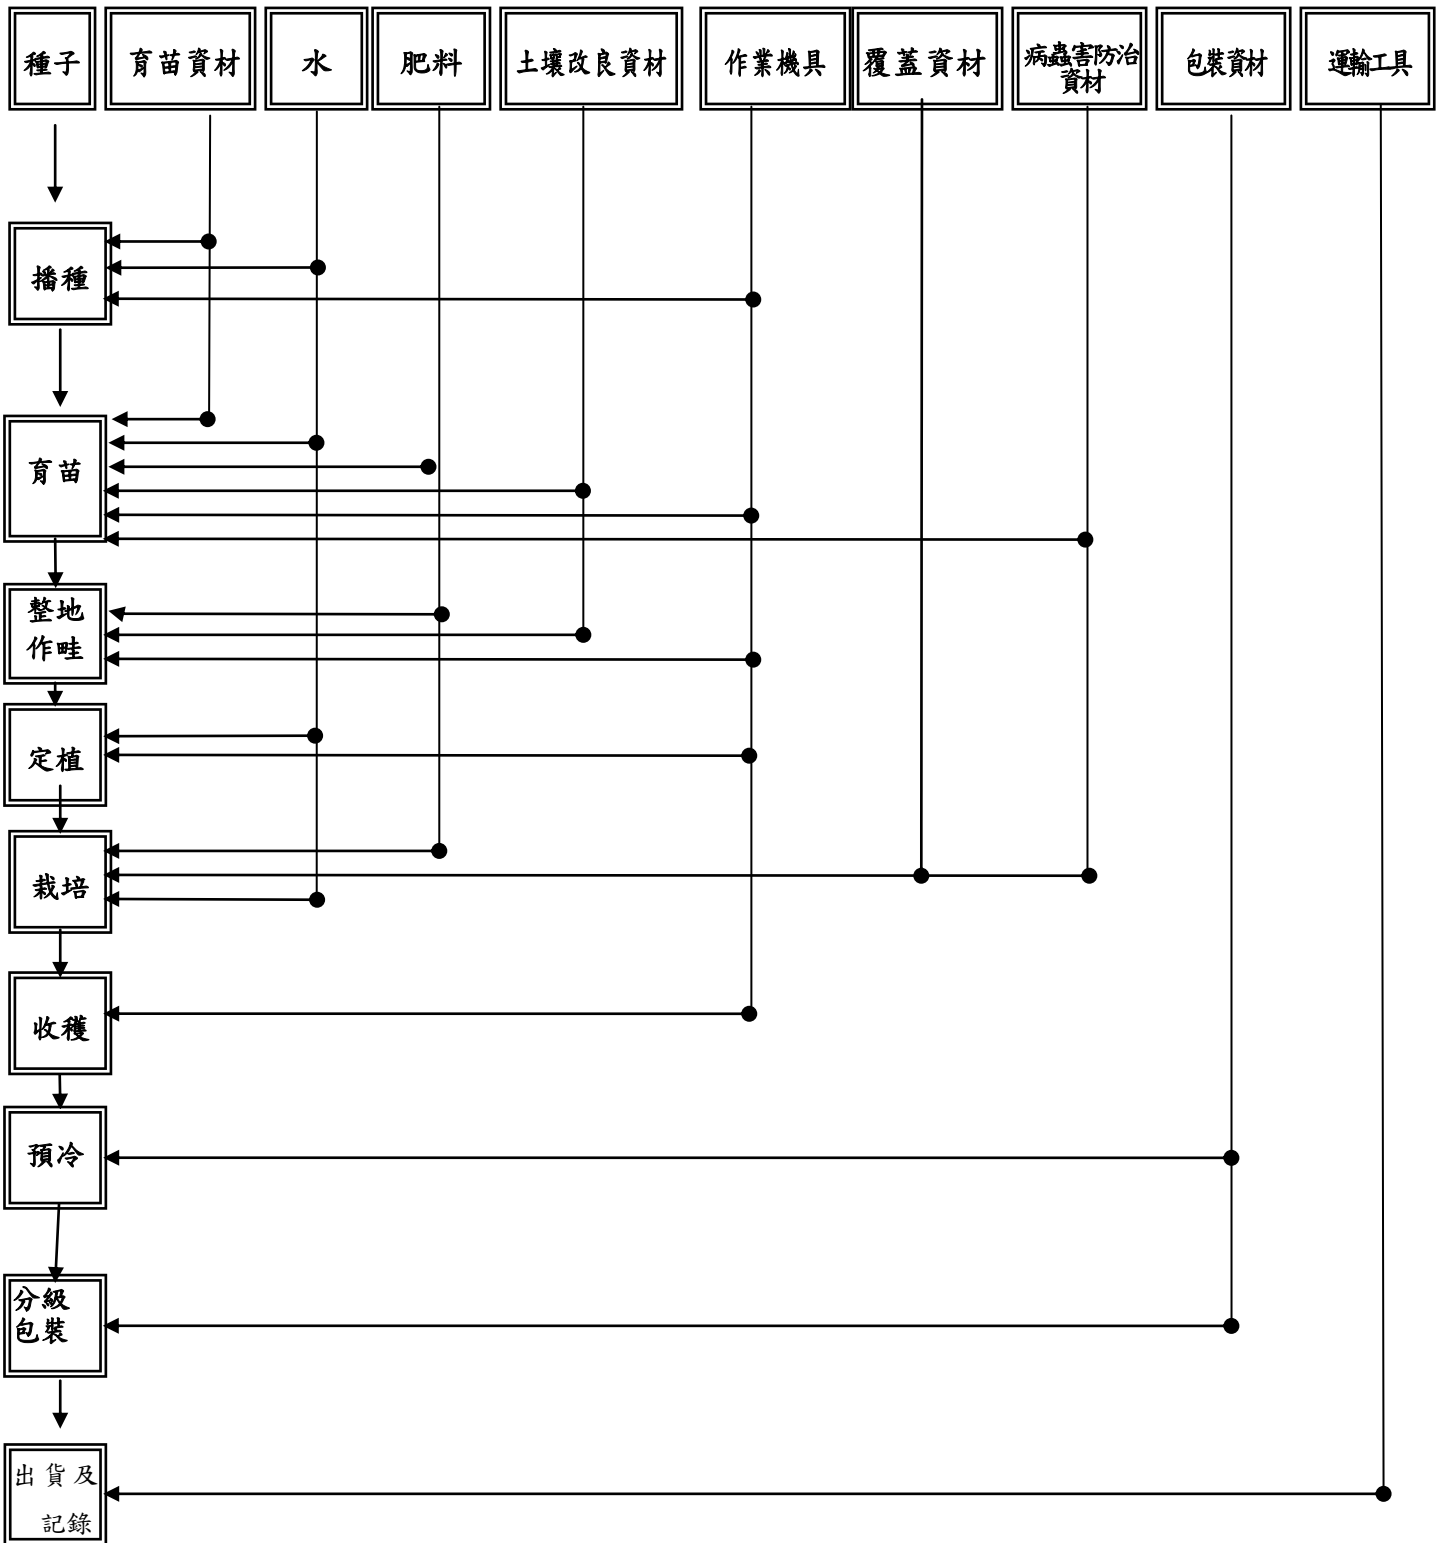 種子
育苗資材
水
肥料
土壤改良資材
作業機具
覆蓋資材
病蟲害防治
資材
包裝資材
運輸工具
播種
育苗
整地
作畦
定植
栽培
收穫
預冷
分級
包裝
出貨及
記錄